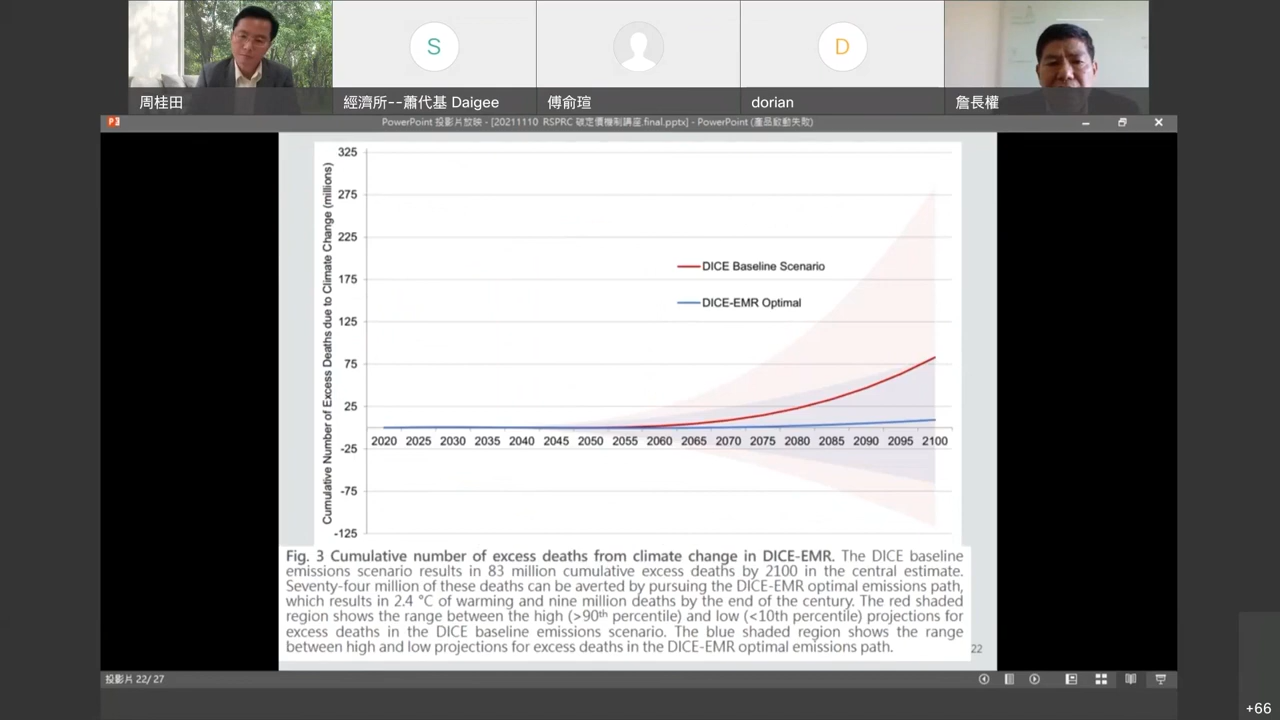 S
D
周桂田
經濟所--蕭代基 Daigee
傅俞瑄
dorian
詹長權
PowerPoint 投影片放映 - [20211110 RSPRC 碳定價機制講座.final.pptx] - PowerPoint (產品啟動失敗)
Cumulative Number of Excess Deaths due to Climate Change (millions)
325
275
225
175
125
75
25
-25
-75
-125
DICE Baseline Scenario
DICE-EMR Optimal
2020 2025 2030 2035 2040 2045 2050 2055 2060 2065 2070 2075 2080 2085 2090 2095 2100
Fig. 3 Cumulative number of excess deaths from climate change in DICE-EMR. The DICE baseline
emissions scenario results in 83 million cumulative excess deaths by 2100 in the central estimate.
Seventy-four million of these deaths can be averted by pursuing the DICE-EMR optimal emissions path,
which results in 2.4 °C of warming and nine million deaths by the end of the century. The red shaded
region shows the range between the high (>90th percentile) and low (<10th percentile) projections for
excess deaths in the DICE baseline emissions scenario. The blue shaded region shows the range
between high and low projections for excess deaths in the DICE-EMR optimal emissions path.
22
投影片 22/ 27
+66